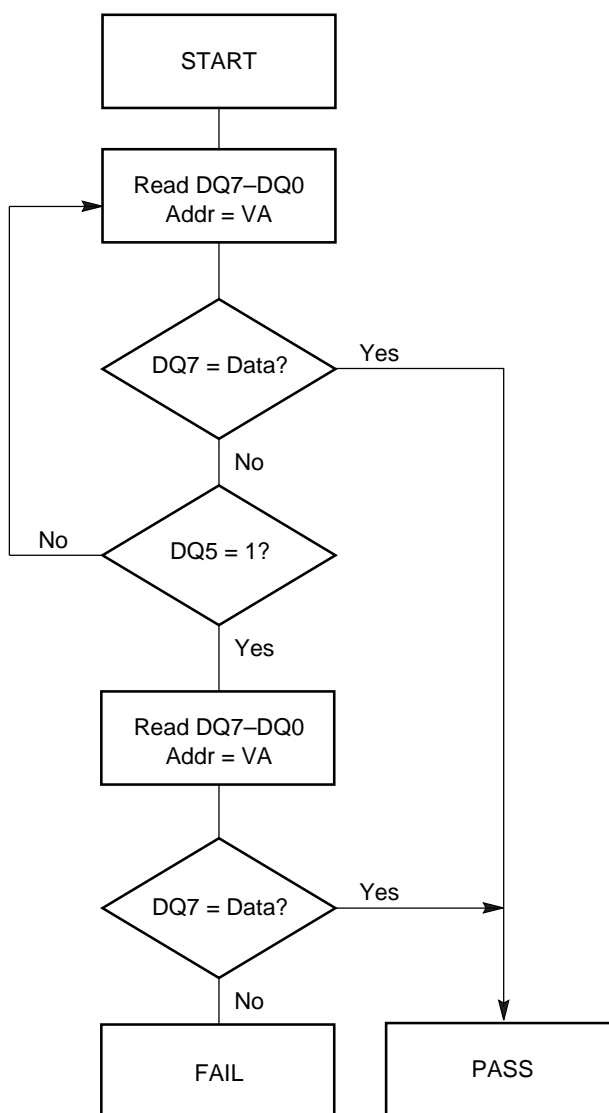 START
Read DQ7–DQ0
Addr = VA
DQ7 = Data?
Yes
No
No
DQ5 = 1?
Yes
Read DQ7–DQ0
Addr = VA
DQ7 = Data?
Yes
No
FAIL
PASS